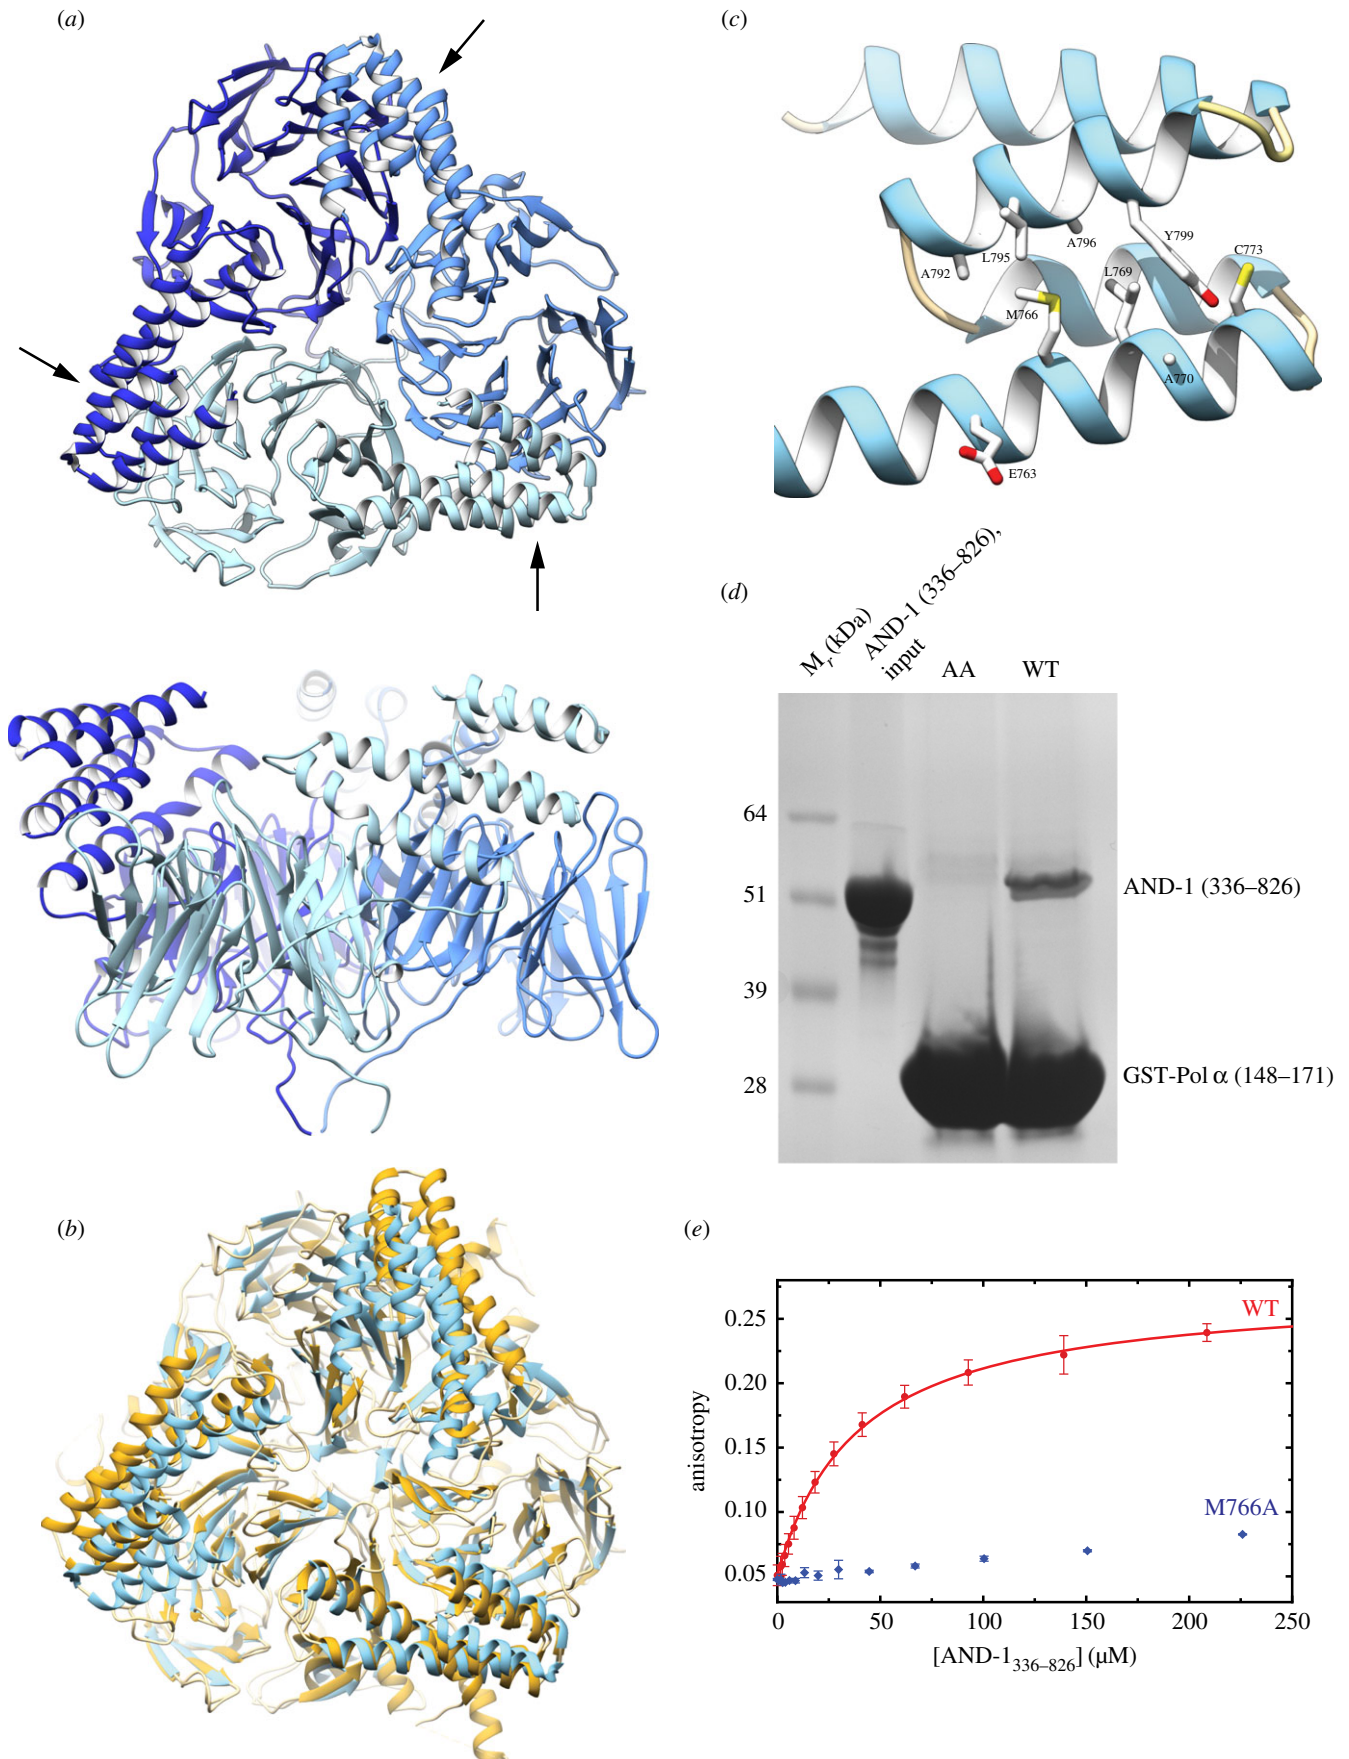 (a)
(c)
A792
L795
A796
Y799
C773
M766
L769
A770
E763
(d)
Mr (kDa)
AND-1 (336–826),
input
AA
WT
64
51
39
28
AND-1 (336–826)
GST-Pol α (148–171)
(b)
(e)
0.25
0.20
0.15
0.10
0.05
anisotropy
WT
M766A
0
50
100
150
200
250
[AND-1336–826] (μM)